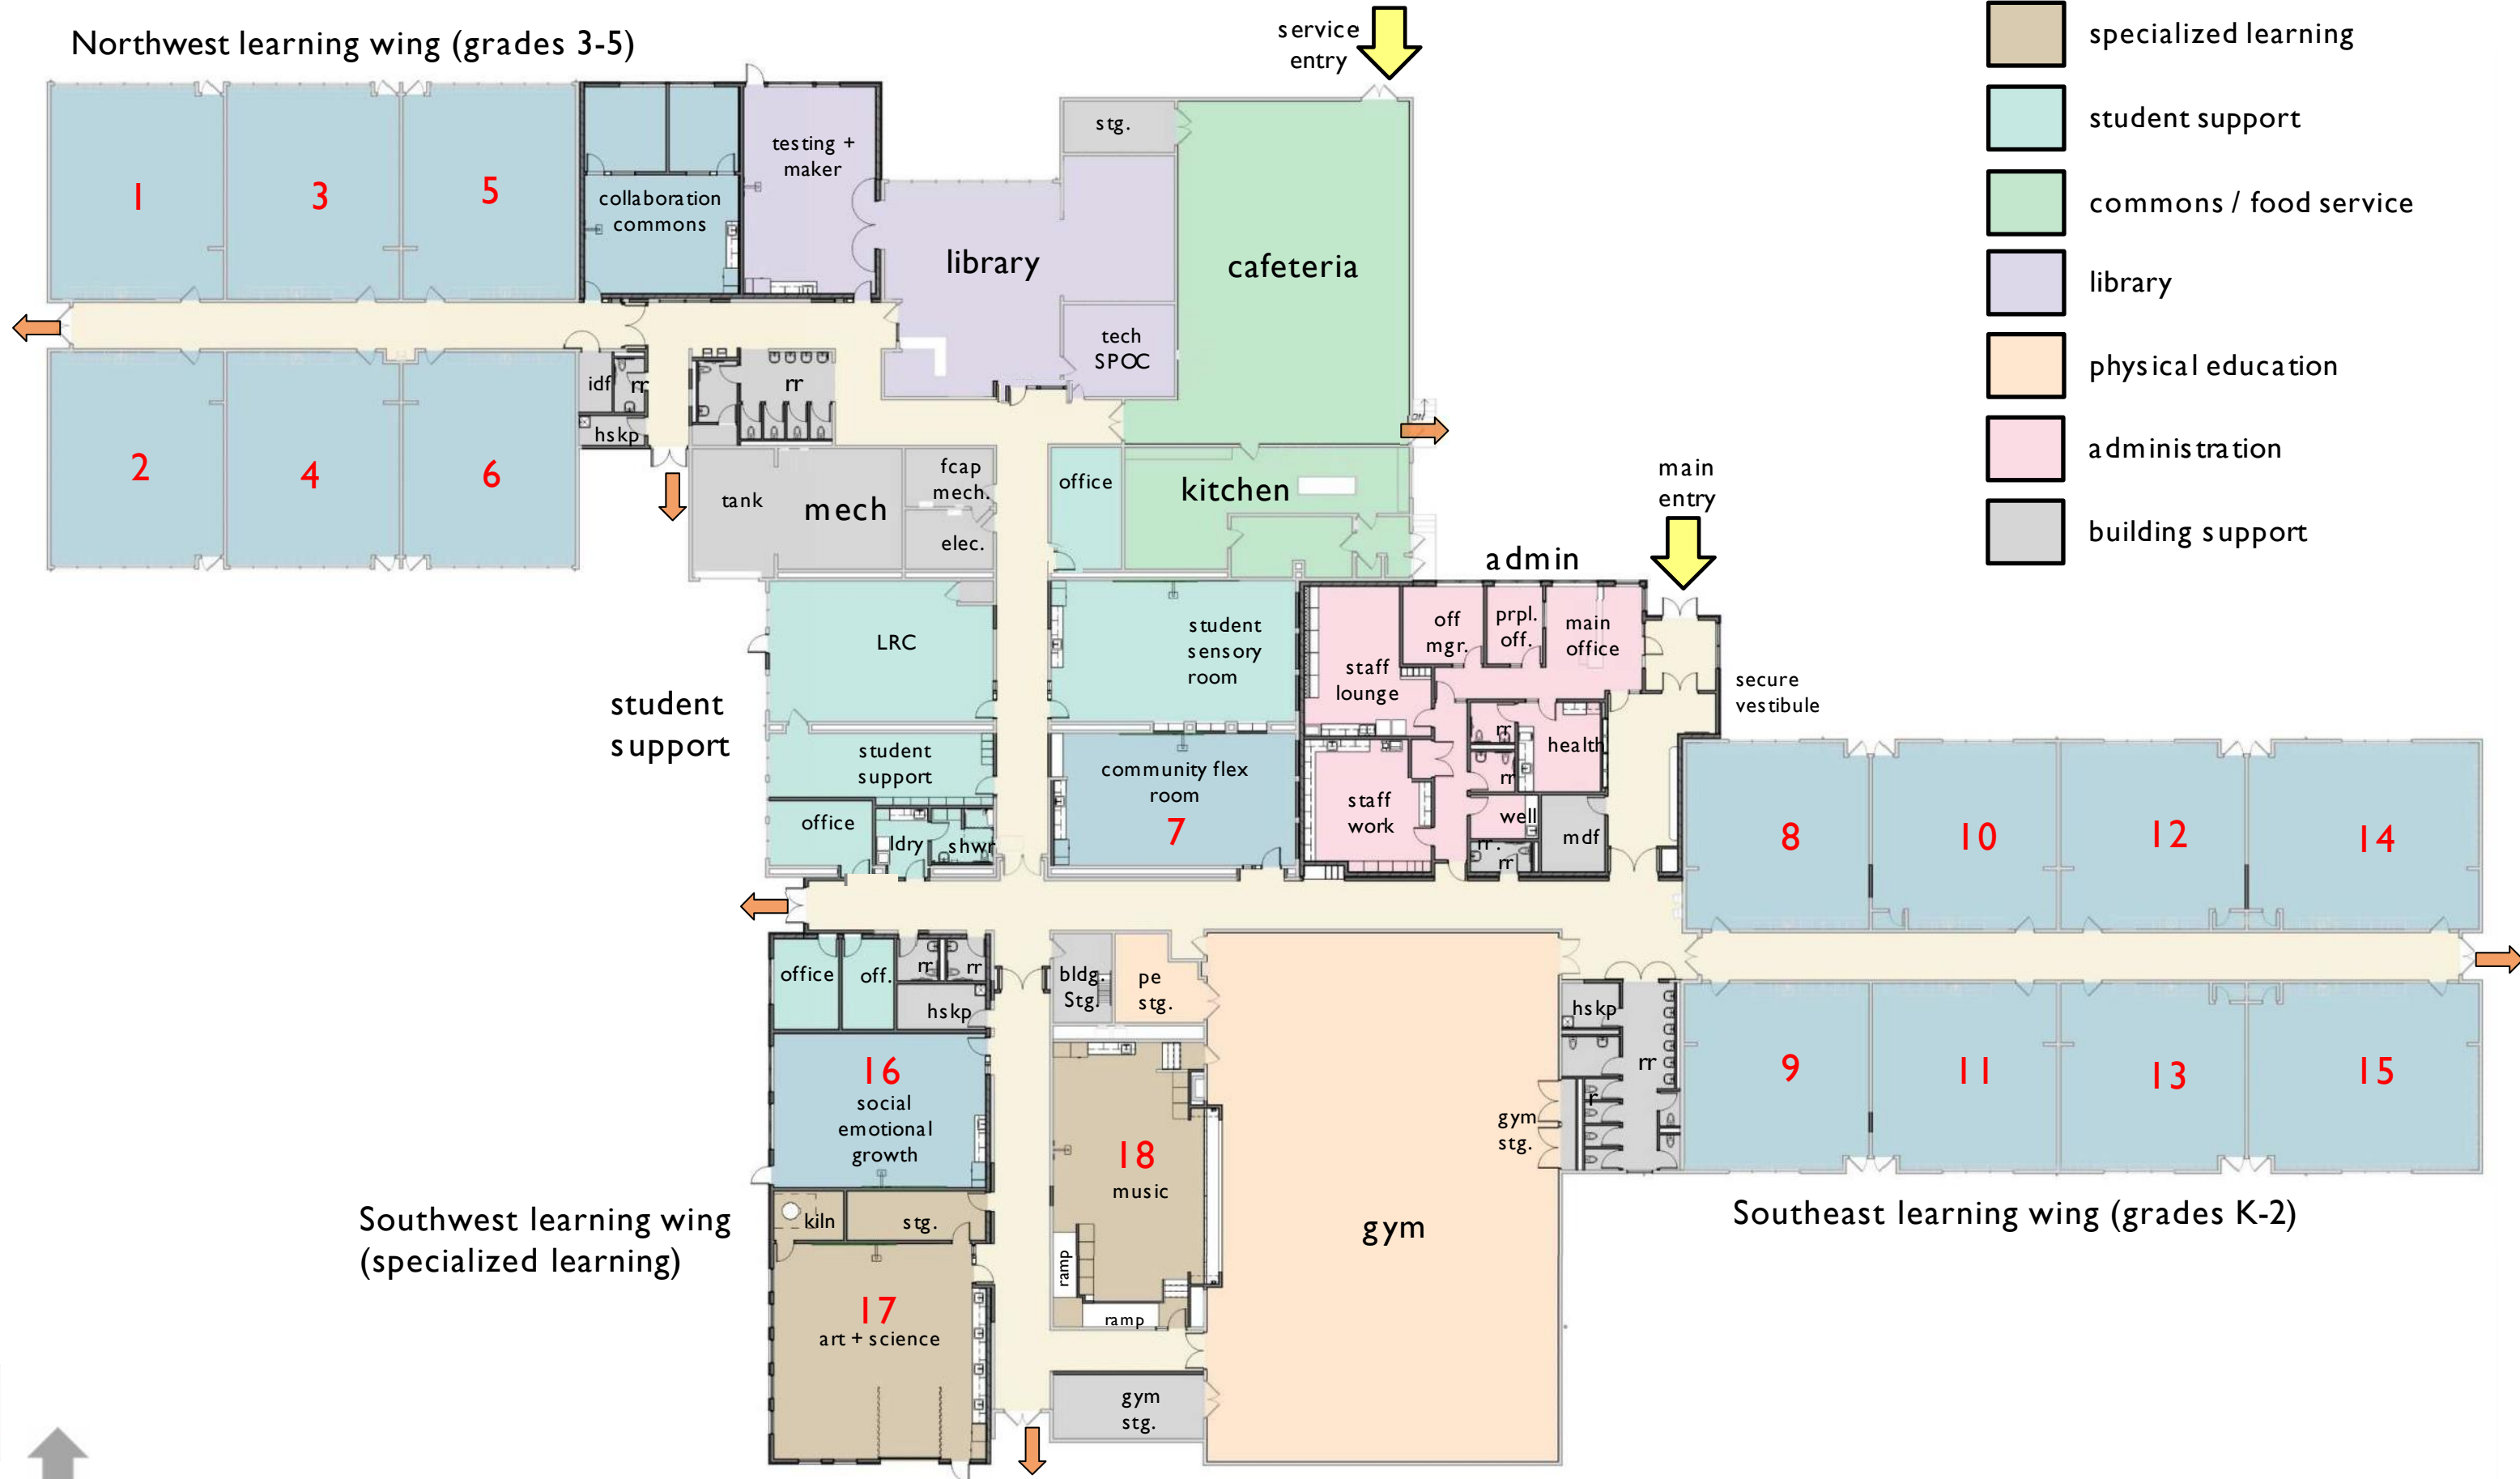 Northwest learning wing (grades 3-5)
service
entry
specialized learning
student support
commons / food service
library
physical education
administration
building support
1
3
5
collaboration
commons
testing +
maker
stg.
library
cafeteria
tech
SPOC
2
4
6
idf
rr
hskp
rr
DN
tank
mech
fcap
mech.
elec.
office
kitchen
main
entry
admin
LRC
student
sensory
room
off
mgr.
prpl.
off.
main
office
staff
lounge
secure
vestibule
student
support
student
support
community flex
room
7
rr
health
rr
staff
work
well
mdf
rr.
rr
office
ldry
shwr
8
10
12
14
office
off.
rr
rr
hskp
bldg.
Stg.
pe
stg.
hskp
rr
r
9
11
13
15
16
social
emotional
growth
18
music
gym
stg.
gym
Southwest learning wing
(specialized learning)
kiln
stg.
ramp
ramp
17
art + science
gym
stg.
Southeast learning wing (grades K-2)